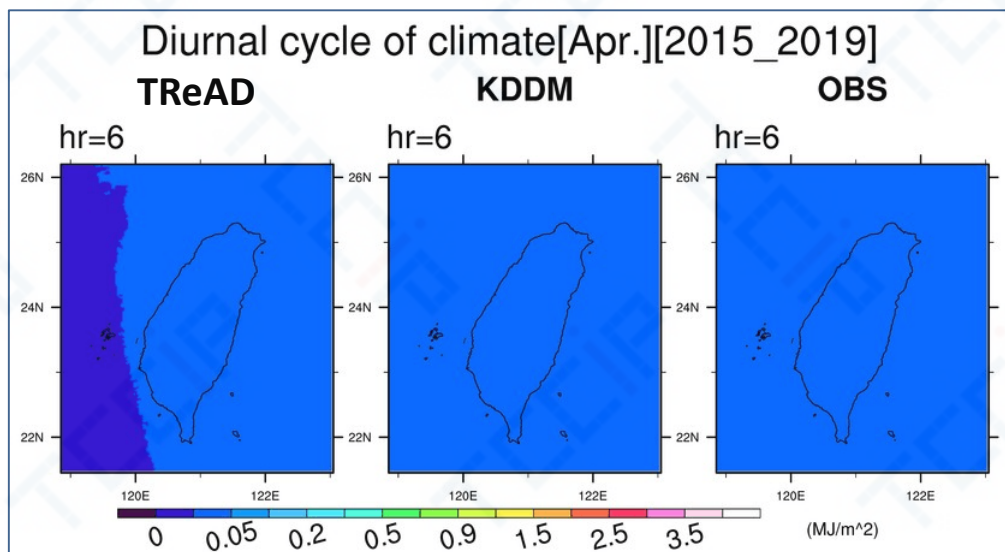 Diurnal cycle of climate[Apr.][2015_2019]
TReAD KDDM OBS
hr=6 hr=6 hr=6
26N 26N 26N
24N 24N 24N
22N 22N 22N
120E 122E 120E 122E 120E 122E
0 0.05 0.2 0.5 0.9 1.5 2.5 3.5 (MJ/m^2)
TCCIP